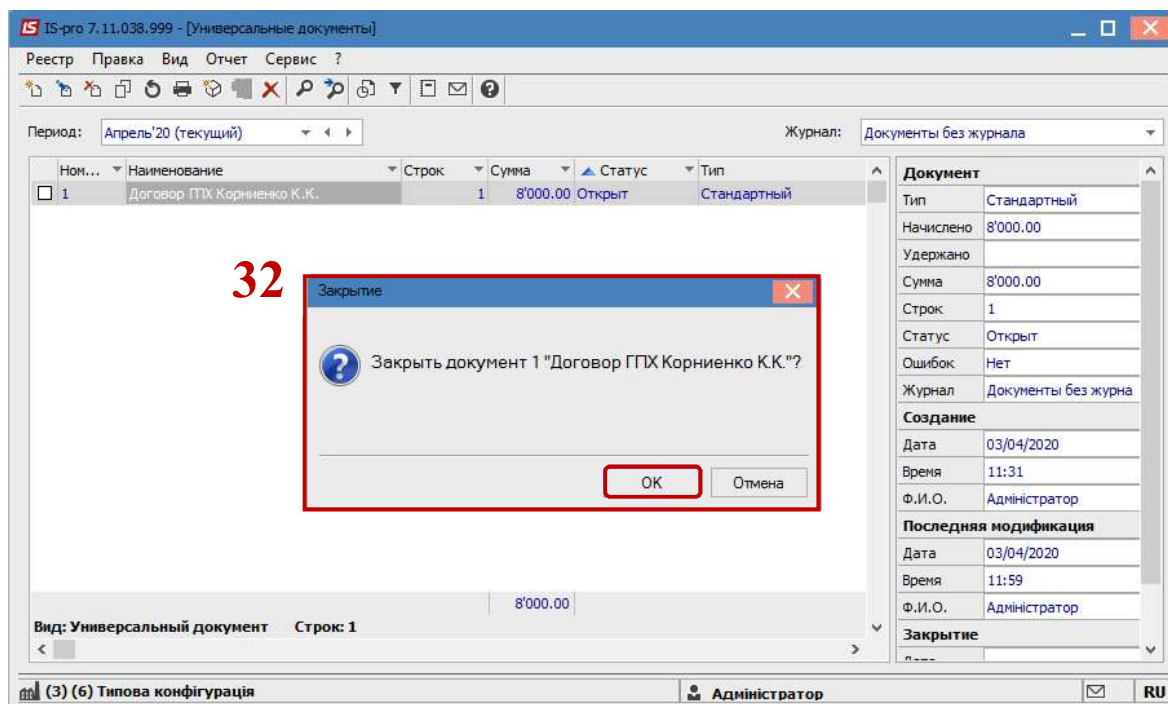 IS-pro 7.11.038.999 - [Универсальные документы]
Реестр Правка Вид Отчет Сервис ?
Период: Апрель'20 (текущий) Журнал: Документы без журнала
Ном... Наименование Строк Сумма Статус Тип
1 Договор ГПХ Корниенко К.К. 1 8'000.00 Открыт Стандартный
32
Закрытие
Закрыть документ 1 "Договор ГПХ Корниенко К.К."?
OK Отмена
8'000.00
Вид: Универсальный документ Строк: 1
Документ
Тип Стандартный
Начислено 8'000.00
Удержано
Сумма 8'000.00
Строк 1
Статус Открыт
Ошибок Нет
Журнал Документы без журна
Создание
Дата 03/04/2020
Время 11:31
Ф.И.О. Адміністратор
Последняя модификация
Дата 03/04/2020
Время 11:59
Ф.И.О. Адміністратор
Закрытие
(3) (6) Типова конфігурація Адміністратор RU